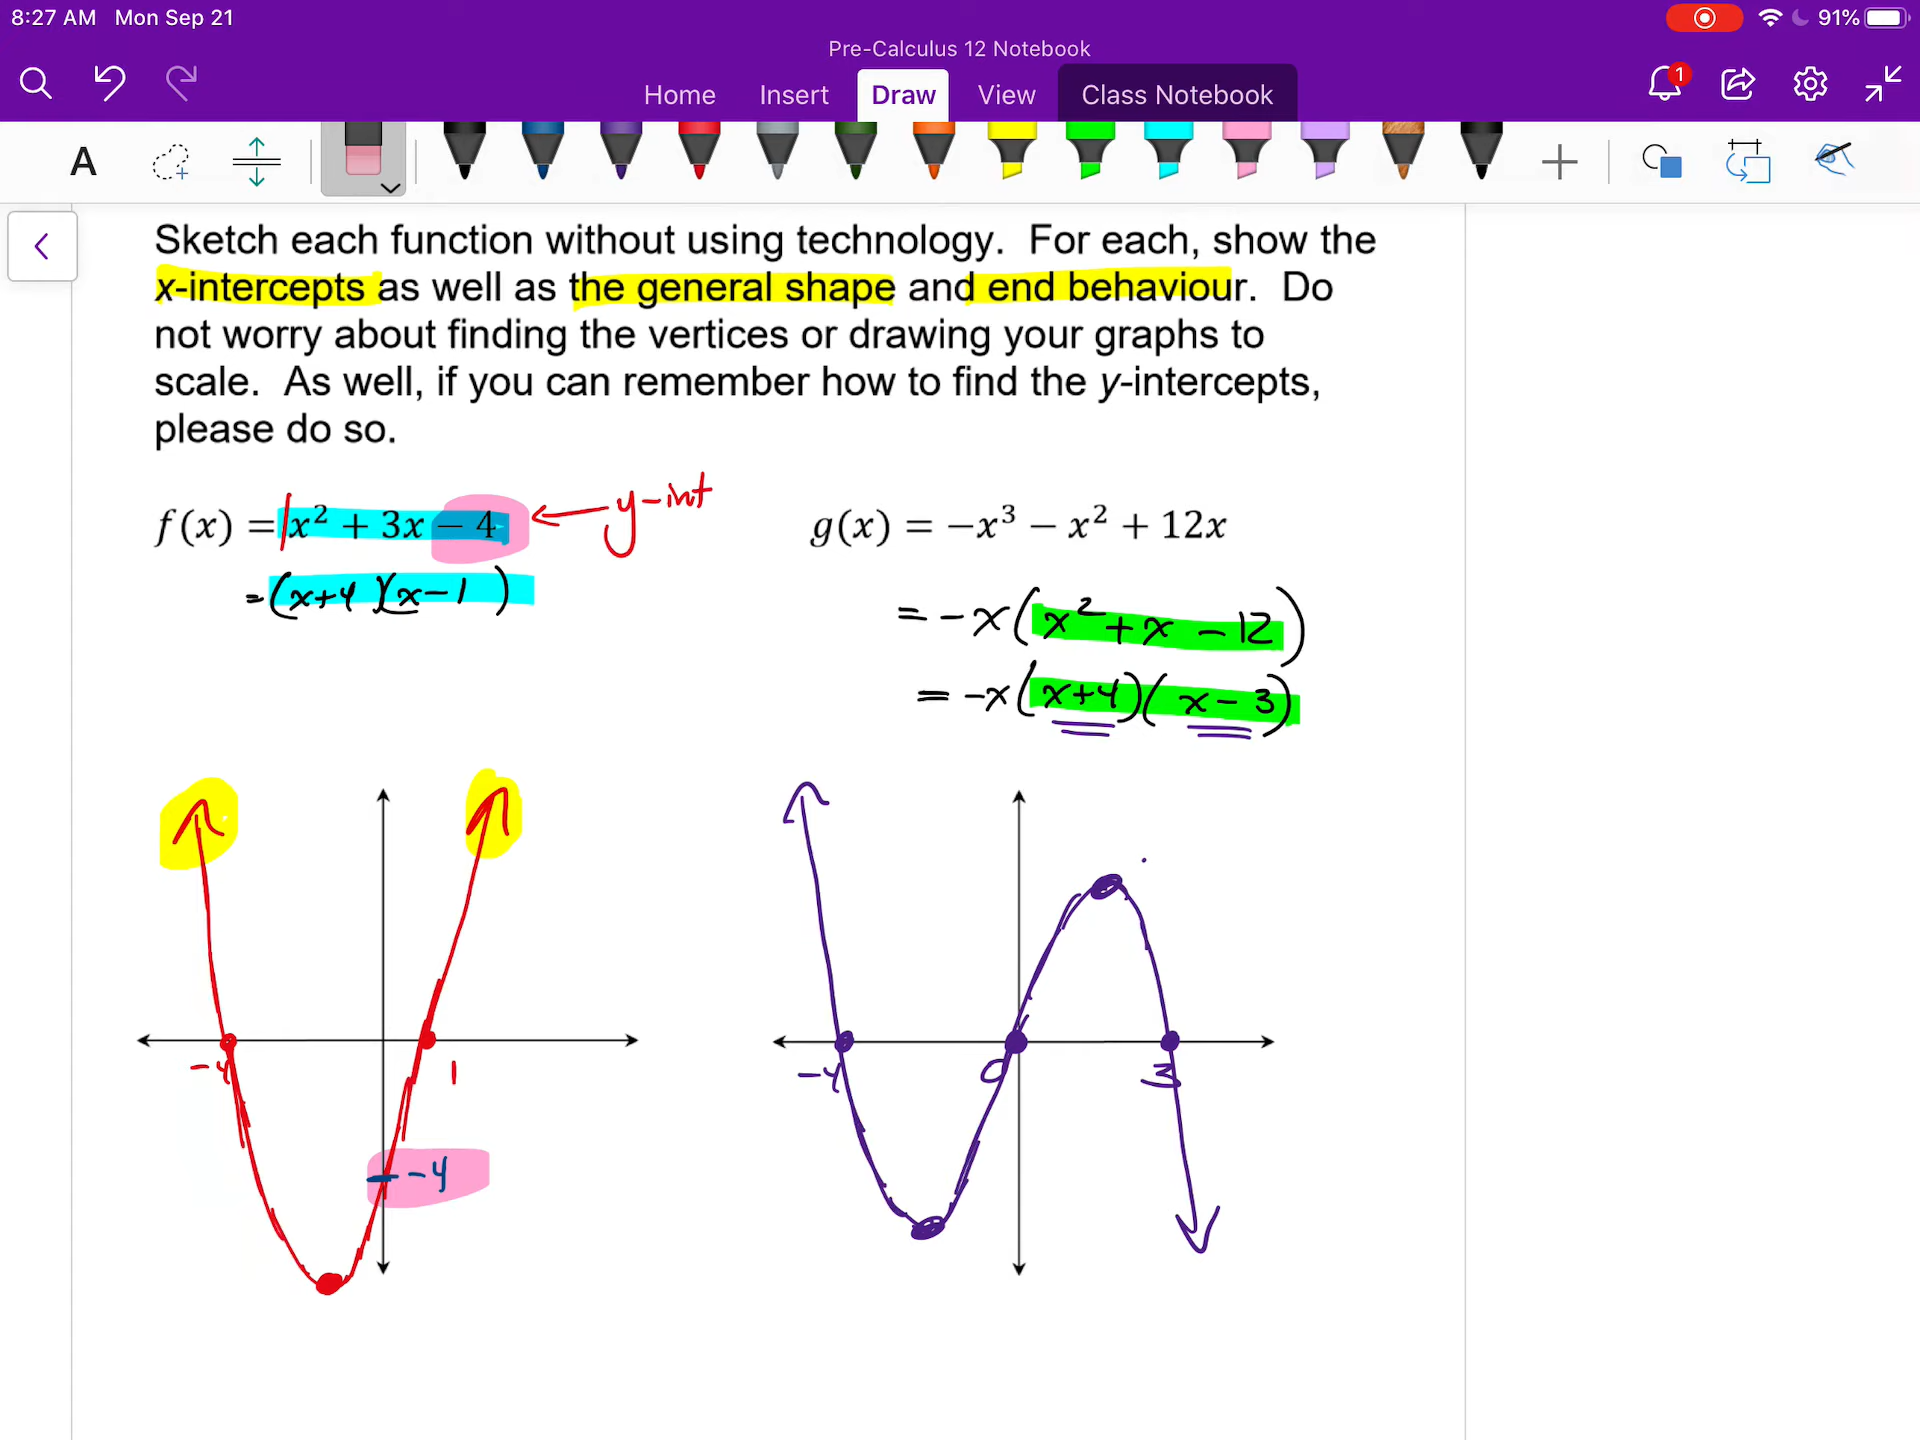 8:27 AM Mon Sep 21
91%
Pre-Calculus 12 Notebook
1
Home Insert Draw View Class Notebook
A
Sketch each function without using technology. For each, show the
x-intercepts as well as the general shape and end behaviour. Do
not worry about finding the vertices or drawing your graphs to
scale. As well, if you can remember how to find the y-intercepts,
please do so.
f(x) = x² + 3x − 4 ← y-int
= (x+4)(x−1)
g(x) = −x³ − x² + 12x
= −x(x² + x − 12)
= −x(x+4)(x−3)
−4
1
−4
−4
0
3